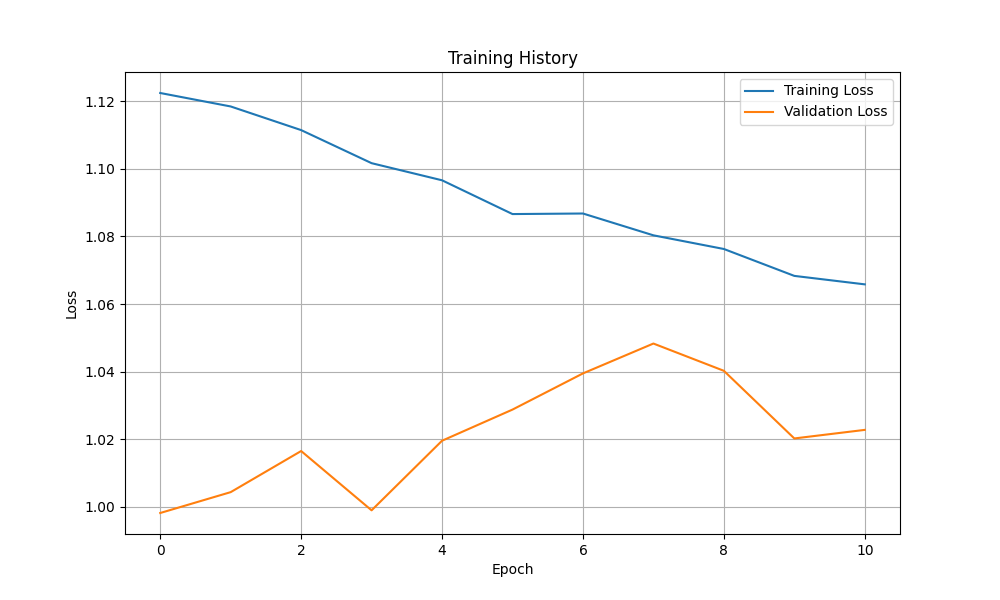 Training History
Training Loss
Validation Loss
1.12
1.10
1.08
1.06
1.04
1.02
1.00
Loss
0 2 4 6 8 10
Epoch